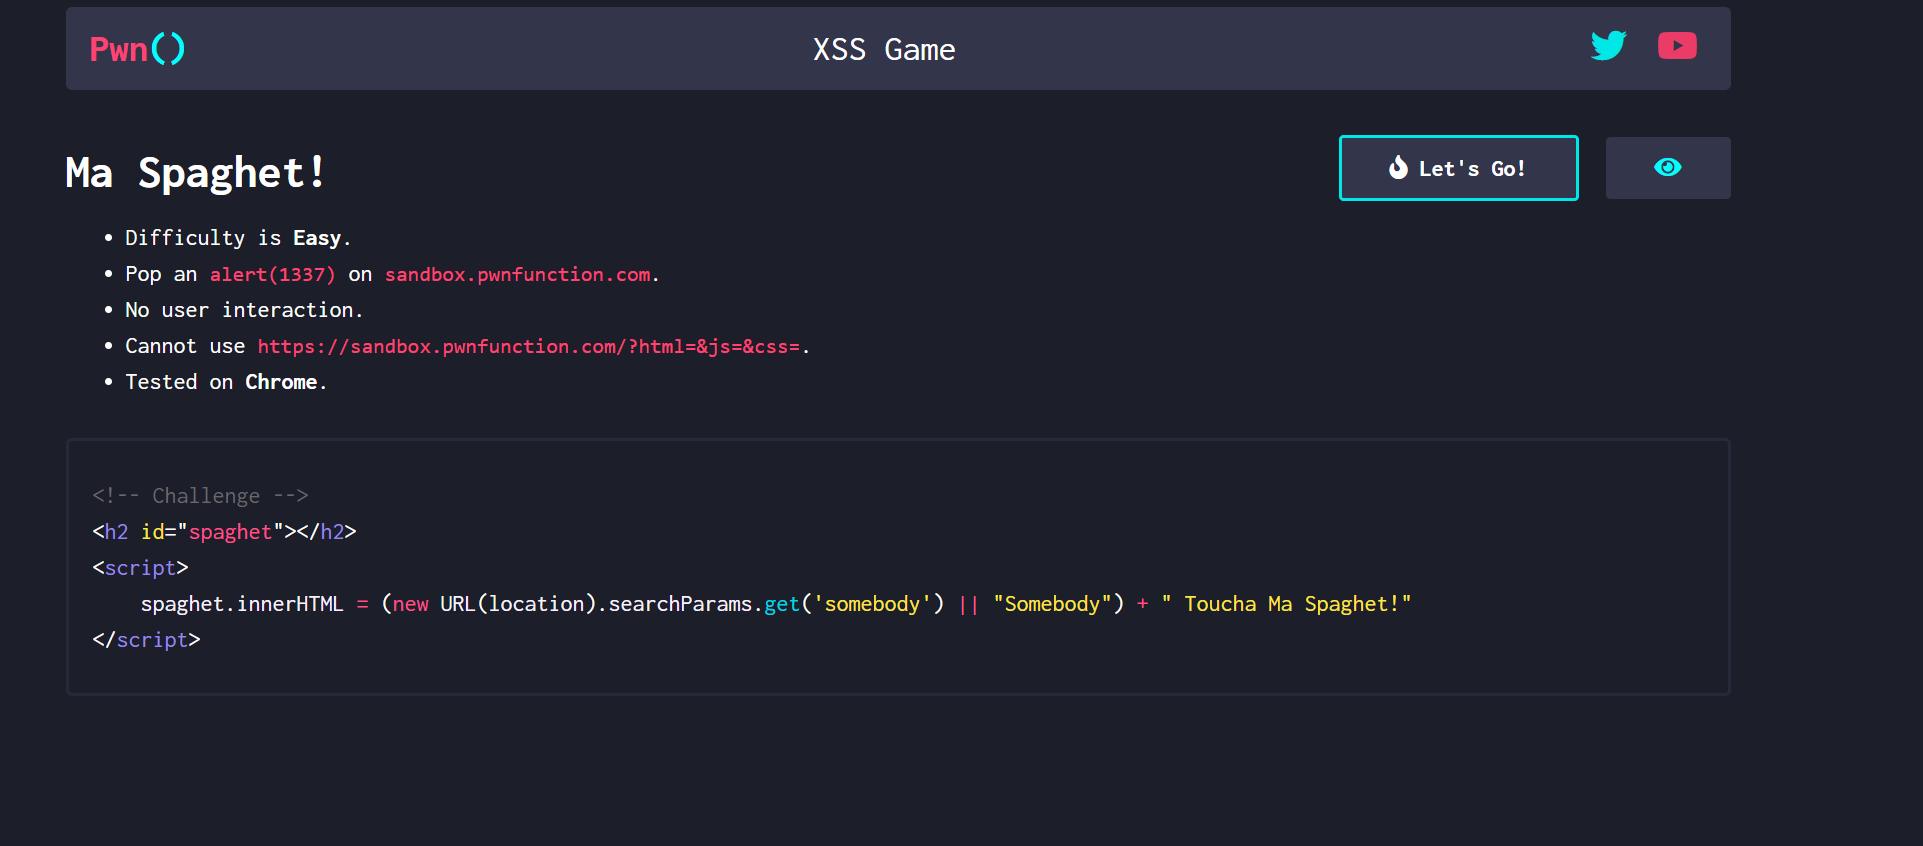 Pwn()
XSS Game
Ma Spaghet!
Let's Go!
• Difficulty is Easy.
• Pop an alert(1337) on sandbox.pwnfunction.com.
• No user interaction.
• Cannot use https://sandbox.pwnfunction.com/?html=&js=&css=.
• Tested on Chrome.
<!-- Challenge -->
<h2 id="spaghet"></h2>
<script>
    spaghet.innerHTML = (new URL(location).searchParams.get('somebody') || "Somebody") + " Toucha Ma Spaghet!"
</script>